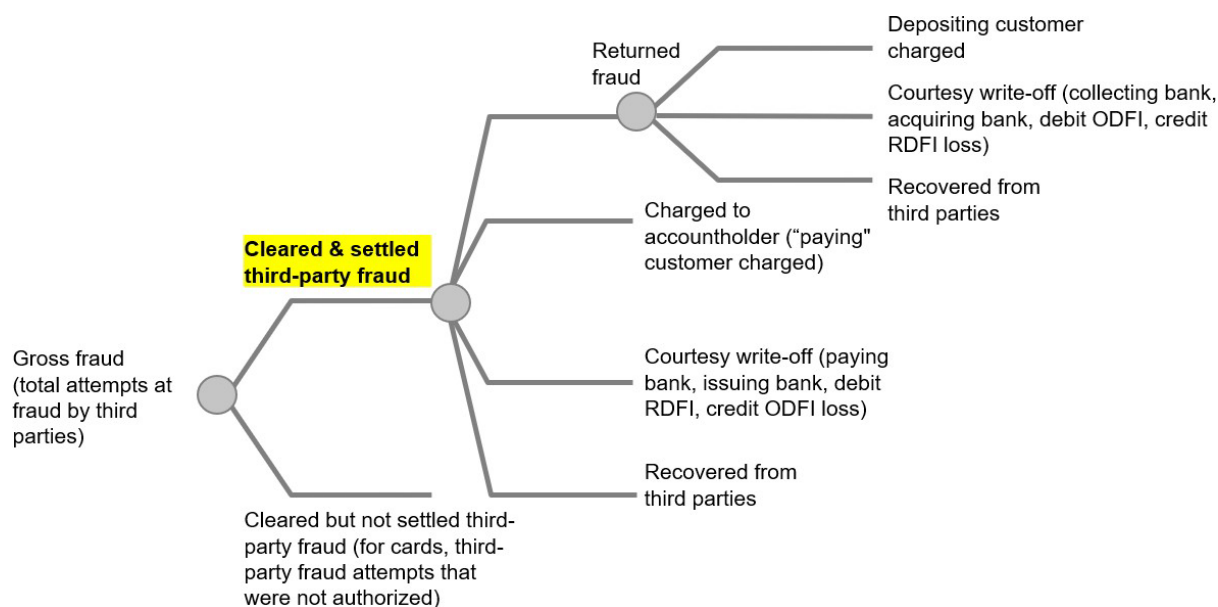 Depositing customer
charged
Returned
fraud
Courtesy write-off (collecting bank,
acquiring bank, debit ODFI, credit
RDFI loss)
Recovered from
third parties
Charged to
accountholder (“paying"
customer charged)
Cleared & settled
third-party fraud
Gross fraud
(total attempts at
fraud by third
parties)
Courtesy write-off (paying
bank, issuing bank, debit
RDFI, credit ODFI loss)
Recovered from
third parties
Cleared but not settled third-
party fraud (for cards, third-
party fraud attempts that
were not authorized)